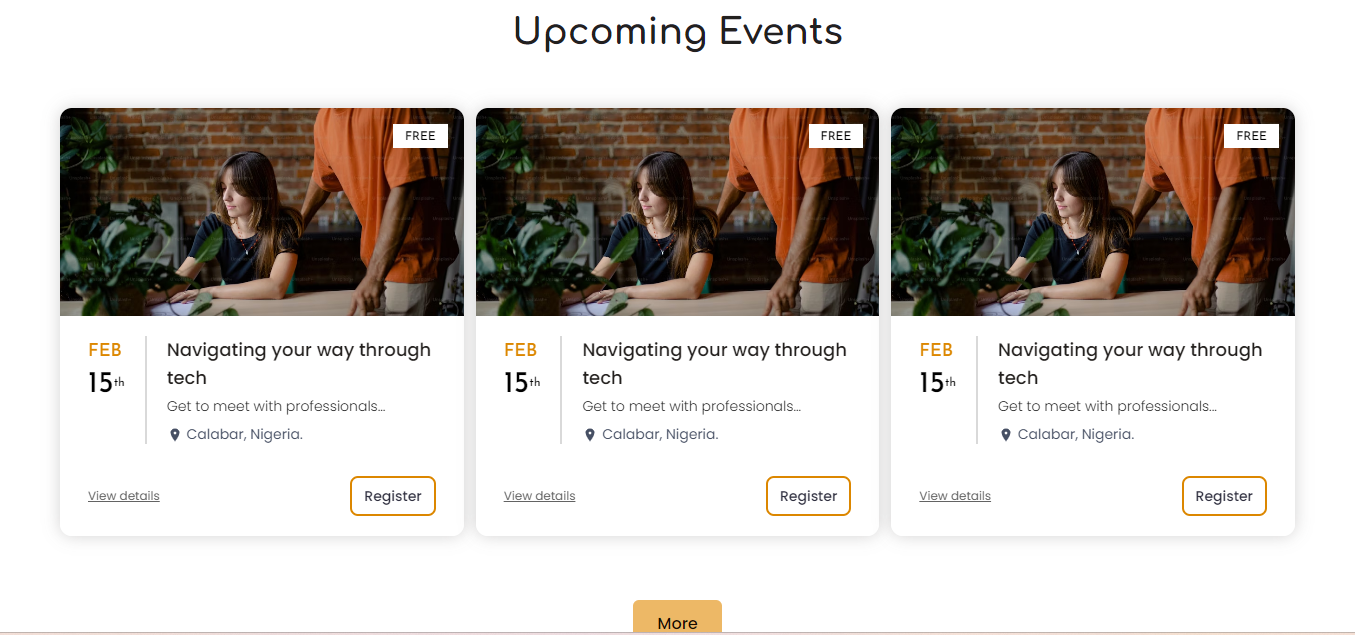 Upcoming Events
FREE
FEB
15th
Navigating your way through
tech
Get to meet with professionals...
Calabar, Nigeria.
View details
Register
FREE
FEB
15th
Navigating your way through
tech
Get to meet with professionals...
Calabar, Nigeria.
View details
Register
FREE
FEB
15th
Navigating your way through
tech
Get to meet with professionals...
Calabar, Nigeria.
View details
Register
More